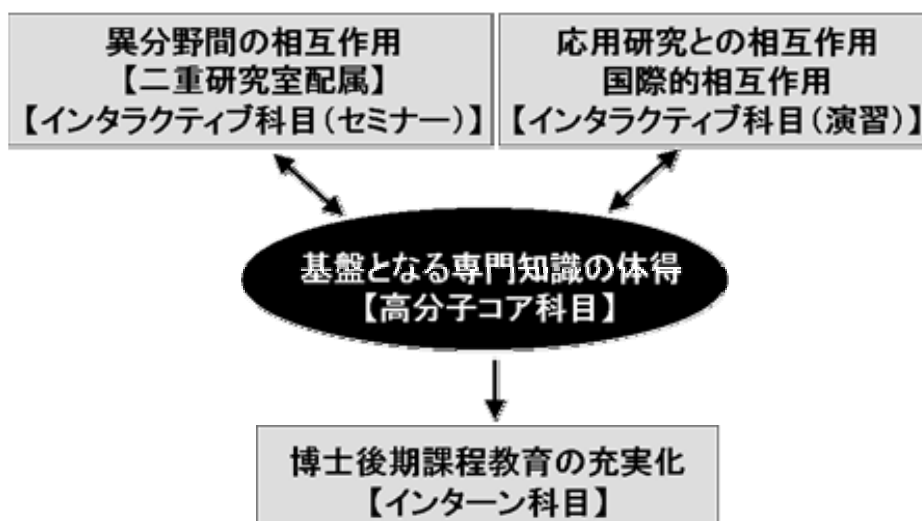 異分野間の相互作用
【二重研究室配属】
【インタラクティブ科目(セミナー)】
応用研究との相互作用
国際的相互作用
【インタラクティブ科目(演習)】
基盤となる専門知識の体得
【高分子コア科目】
博士後期課程教育の充実化
【インターン科目】